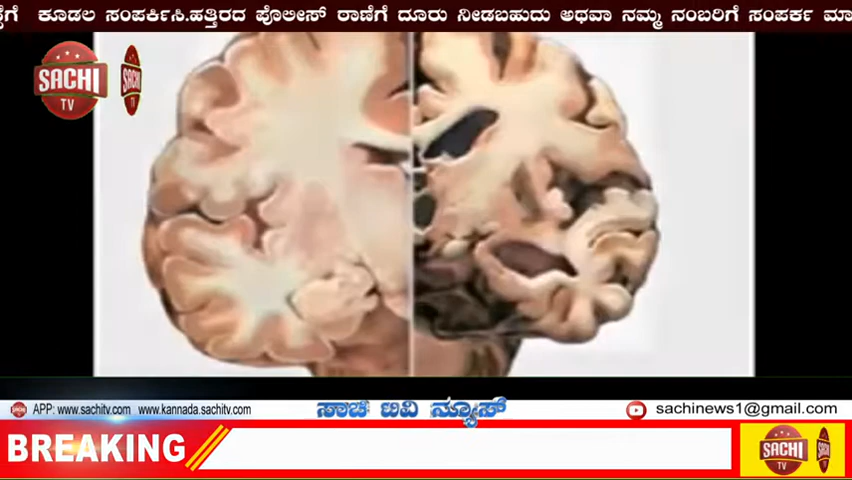 ಕೂಡಲ ಸಂಪರ್ಕಿಸಿ.ಹತ್ತಿರದ ಪೊಲೀಸ್ ಠಾಣೆಗೆ ದೂರು ನೀಡಬಹುದು ಅಥವಾ ನಮ್ಮ ನಂಬರಿಗೆ ಸಂಪರ್ಕ
SACHI
TV
SACHI
TV
APP: www.sachitv.com www.kannada.sachitv.com
ಸಾಚಿ ಟಿವಿ ನ್ಯೂಸ್
sachinews1@gmail.com
BREAKING
SACHI
TV
SACHI
TV